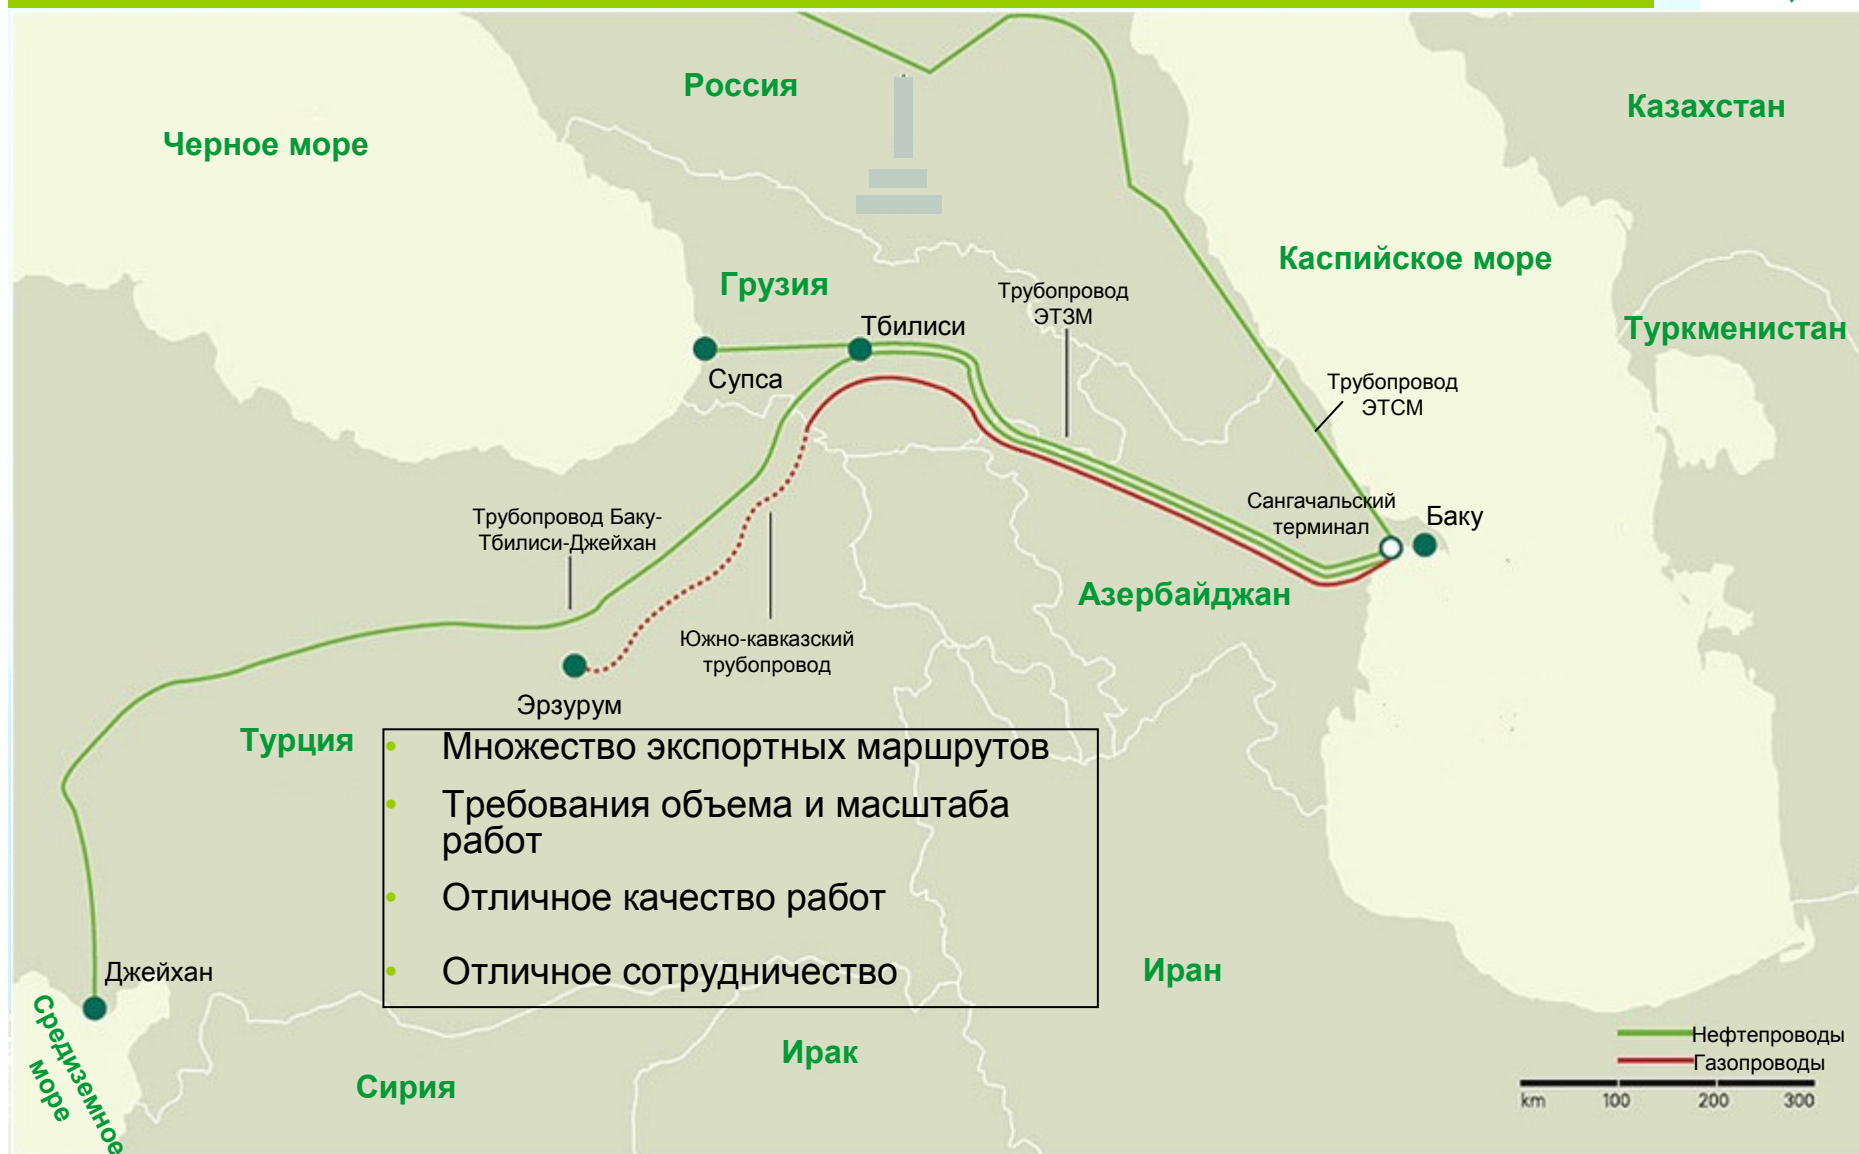 Россия
Казахстан
Черное море
Каспийское море
Грузия
Трубопровод
ЭТЗМ
Тбилиси
Туркменистан
Супса
Трубопровод
ЭТСМ
Сангачальский
терминал
Баку
Трубопровод Баку-
Тбилиси-Джейхан
Азербайджан
Южно-кавказский
трубопровод
Эрзурум
Турция
• Множество экспортных маршрутов
• Требования объема и масштаба
работ
• Отличное качество работ
• Отличное сотрудничество
Джейхан
Иран
Средиземное
море
Ирак
Сирия
Нефтепроводы
Газопроводы
km 100 200 300